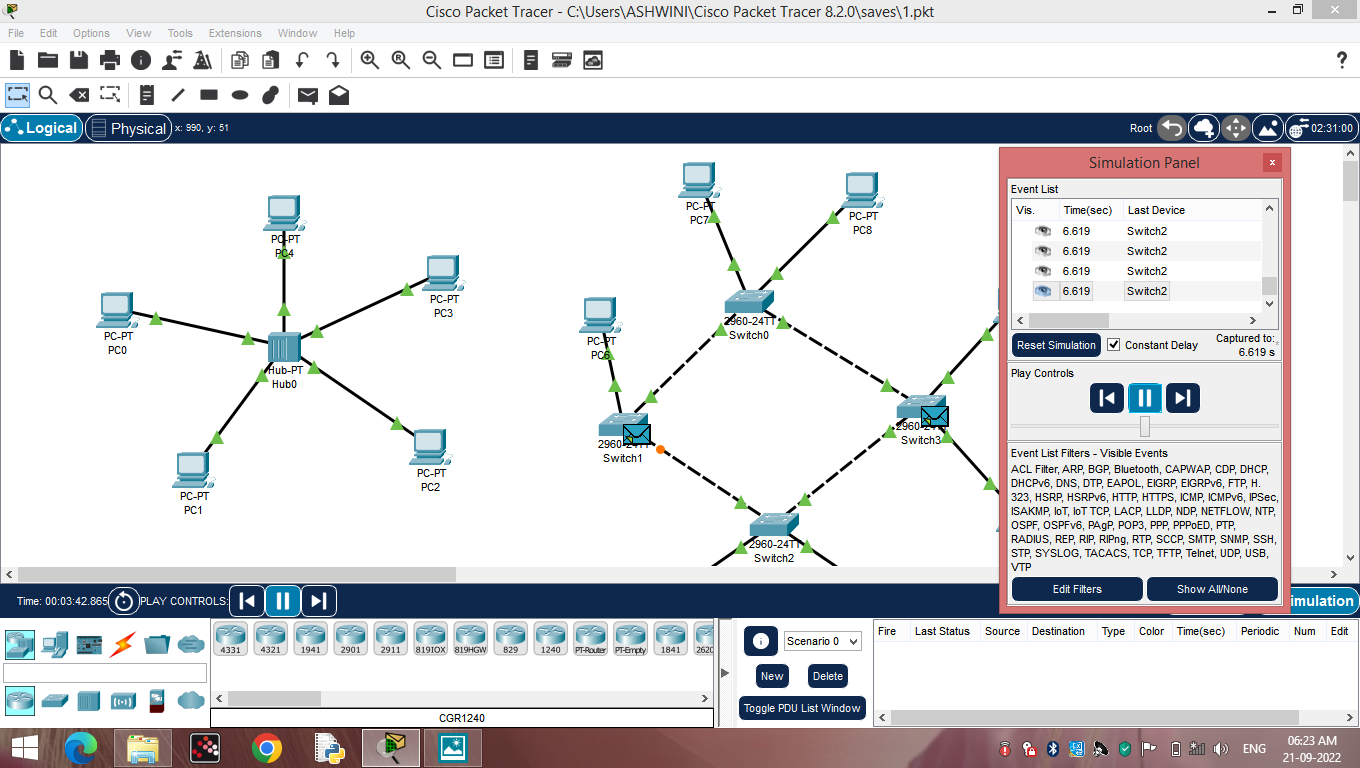 Cisco Packet Tracer - C:\Users\ASHWINI\Cisco Packet Tracer 8.2.0\saves\1.pkt
File Edit Options View Tools Extensions Window Help
Logical Physical x: 990, y: 51 Root 02:31:00
PC-PT
PC4
PC-PT
PC3
PC-PT
PC0
Hub-PT
Hub0
PC-PT
PC2
PC-PT
PC1
PC-PT
PC7
PC-PT
PC8
2960-24TT
Switch0
PC-PT
PC6
2960-24TT
Switch1
Switch3
2960-24TT
Switch2
Simulation Panel
Event List
Vis. Time(sec) Last Device
6.619 Switch2
6.619 Switch2
6.619 Switch2
6.619 Switch2
Reset Simulation Constant Delay Captured to:
6.619 s
Play Controls
Event List Filters - Visible Events
ACL Filter, ARP, BGP, Bluetooth, CAPWAP, CDP, DHCP,
DHCPv6, DNS, DTP, EAPOL, EIGRP, EIGRPv6, FTP, H.
323, HSRP, HSRPv6, HTTP, HTTPS, ICMP, ICMPv6, IPSec,
ISAKMP, IoT, IoT TCP, LACP, LLDP, NDP, NETFLOW, NTP,
OSPF, OSPFv6, PAgP, POP3, PPP, PPPoED, PTP,
RADIUS, REP, RIP, RIPng, RTP, SCCP, SMTP, SNMP, SSH,
STP, SYSLOG, TACACS, TCP, TFTP, Telnet, UDP, USB,
VTP
Edit Filters Show All/None
Time: 00:03:42.865 PLAY CONTROLS: imulation
4331 4321 1941 2901 2911 819IOX 819HGW 829 1240 PT-Router PT-Empty 1841 2620
CGR1240
Scenario 0
New Delete
Toggle PDU List Window
Fire Last Status Source Destination Type Color Time(sec) Periodic Num Edit
ENG
06:23 AM
21-09-2022